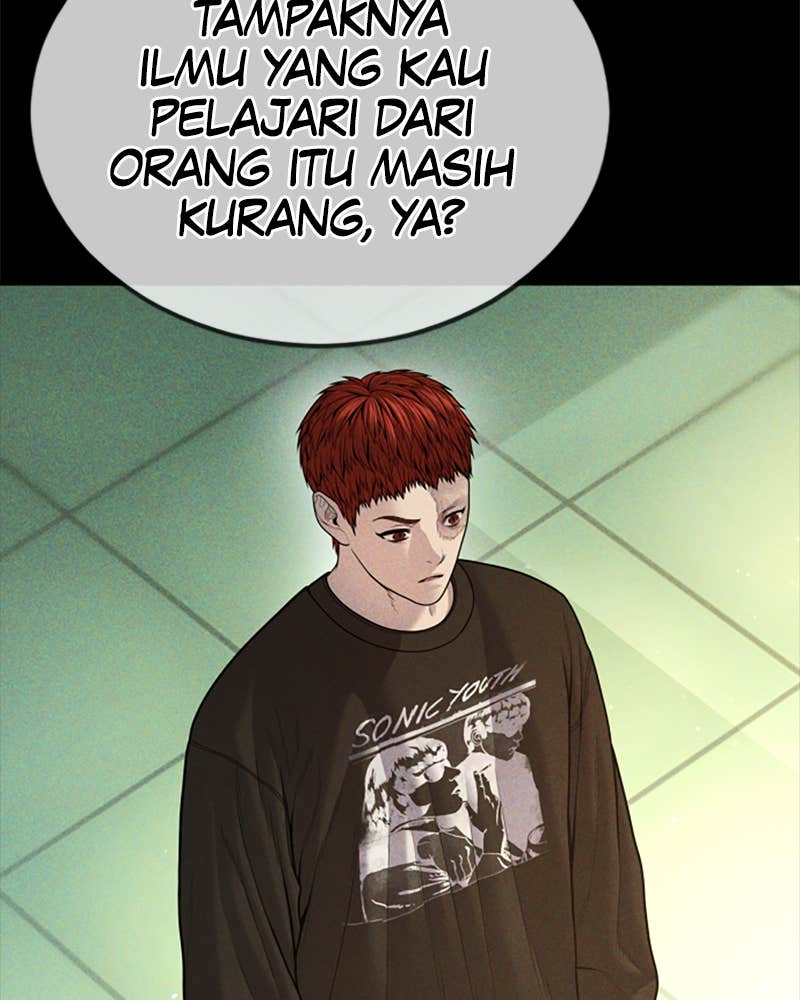 TAMPAKNYA
ILMU YANG KAU
PELAJARI DARI
ORANG ITU MASIH
KURANG, YA?
SONIC YOUTH